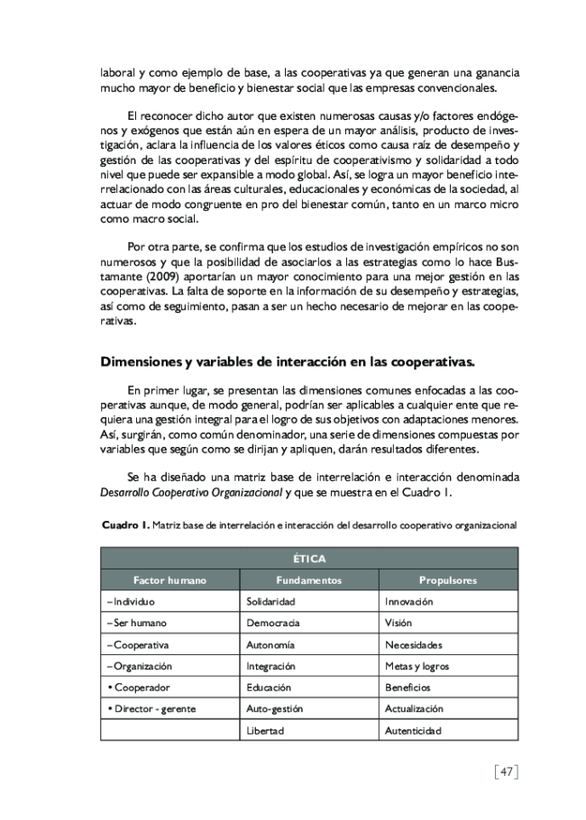 laboral y como ejemplo de base, a las cooperativas ya que generan una ganancia
mucho mayor de beneficio y bienestar social que las empresas convencionales.
El reconocer dicho autor que existen numerosas causas y/o factores endóge-
nos y exógenos que están aún en espera de un mayor análisis, producto de inves-
tigación, aclara la influencia de los valores éticos como causa raíz de desempeño y
gestión de las cooperativas y del espíritu de cooperativismo y solidaridad a todo
nivel que puede ser expansible a modo global. Así, se logra un mayor beneficio inte-
rrelacionado con las áreas culturales, educacionales y económicas de la sociedad, al
actuar de modo congruente en pro del bienestar común, tanto en un marco micro
como macro social.
Por otra parte, se confirma que los estudios de investigación empíricos no son
numerosos y que la posibilidad de asociarlos a las estrategias como lo hace Bus-
tamante (2009) aportarían un mayor conocimiento para una mejor gestión en las
cooperativas. La falta de soporte en la información de su desempeño y estrategias,
así como de seguimiento, pasan a ser un hecho necesario de mejorar en las coope-
rativas.
Dimensiones y variables de interacción en las cooperativas.
En primer lugar, se presentan las dimensiones comunes enfocadas a las coo-
perativas aunque, de modo general, podrían ser aplicables a cualquier ente que re-
quiera una gestión integral para el logro de sus objetivos con adaptaciones menores.
Así, surgirán, como común denominador, una serie de dimensiones compuestas por
variables que según como se dirijan y apliquen, darán resultados diferentes.
Se ha diseñado una matriz base de interrelación e interacción denominada
Desarrollo Cooperativo Organizacional y que se muestra en el Cuadro 1.
Cuadro 1. Matriz base de interrelación e interacción del desarrollo cooperativo organizacional
ÉTICA
Factor humano Fundamentos Propulsores
–Individuo Solidaridad Innovación
–Ser humano Democracia Visión
–Cooperativa Autonomía Necesidades
–Organización Integración Metas y logros
• Cooperador Educación Beneficios
• Director - gerente Auto-gestión Actualización
Libertad Autenticidad
[47]